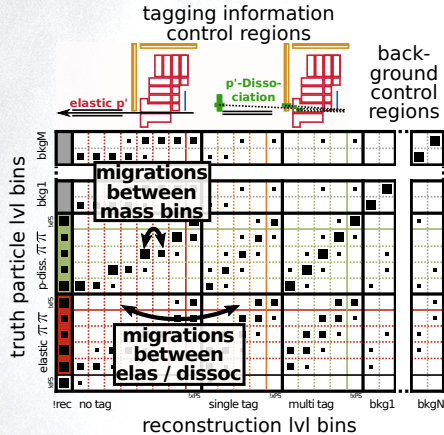 tagging information
control regions
back-
ground
control
regions
elastic p'
p'-Disso-
ciation
truth particle lvl bins
bkgM
bkg1
p-diss. ππ
elastic ππ
migrations
between
mass bins
migrations
between
elas / dissoc
!rec
no tag
single tag
multi tag
bkg1
bkgN
reconstruction lvl bins